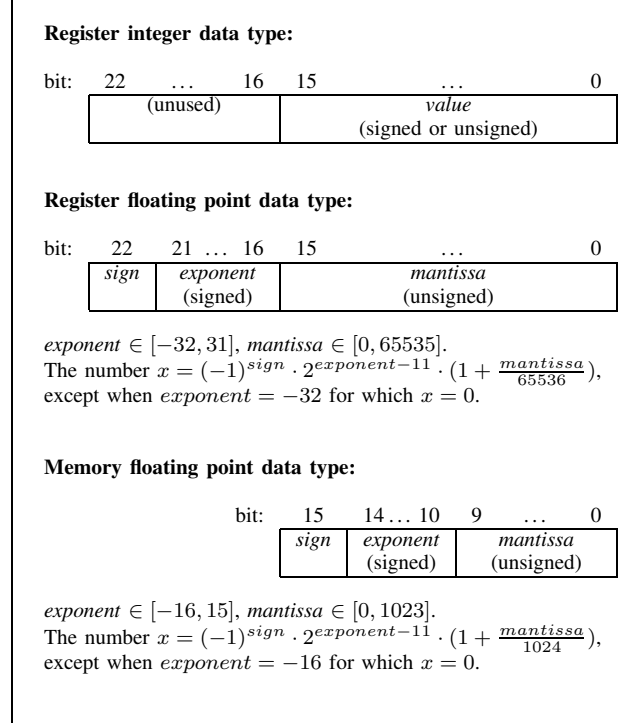 Register integer data type:
bit: 22 … 16 15 … 0
(unused) value
(signed or unsigned)
Register floating point data type:
bit: 22 21 … 16 15 … 0
sign exponent mantissa
(signed) (unsigned)
exponent ∈ [−32, 31], mantissa ∈ [0, 65535].
The number x = (−1)^{sign} · 2^{exponent−11} · (1 + \frac{mantissa}{65536}),
except when exponent = −32 for which x = 0.
Memory floating point data type:
bit: 15 14 … 10 9 … 0
sign exponent mantissa
(signed) (unsigned)
exponent ∈ [−16, 15], mantissa ∈ [0, 1023].
The number x = (−1)^{sign} · 2^{exponent−11} · (1 + \frac{mantissa}{1024}),
except when exponent = −16 for which x = 0.